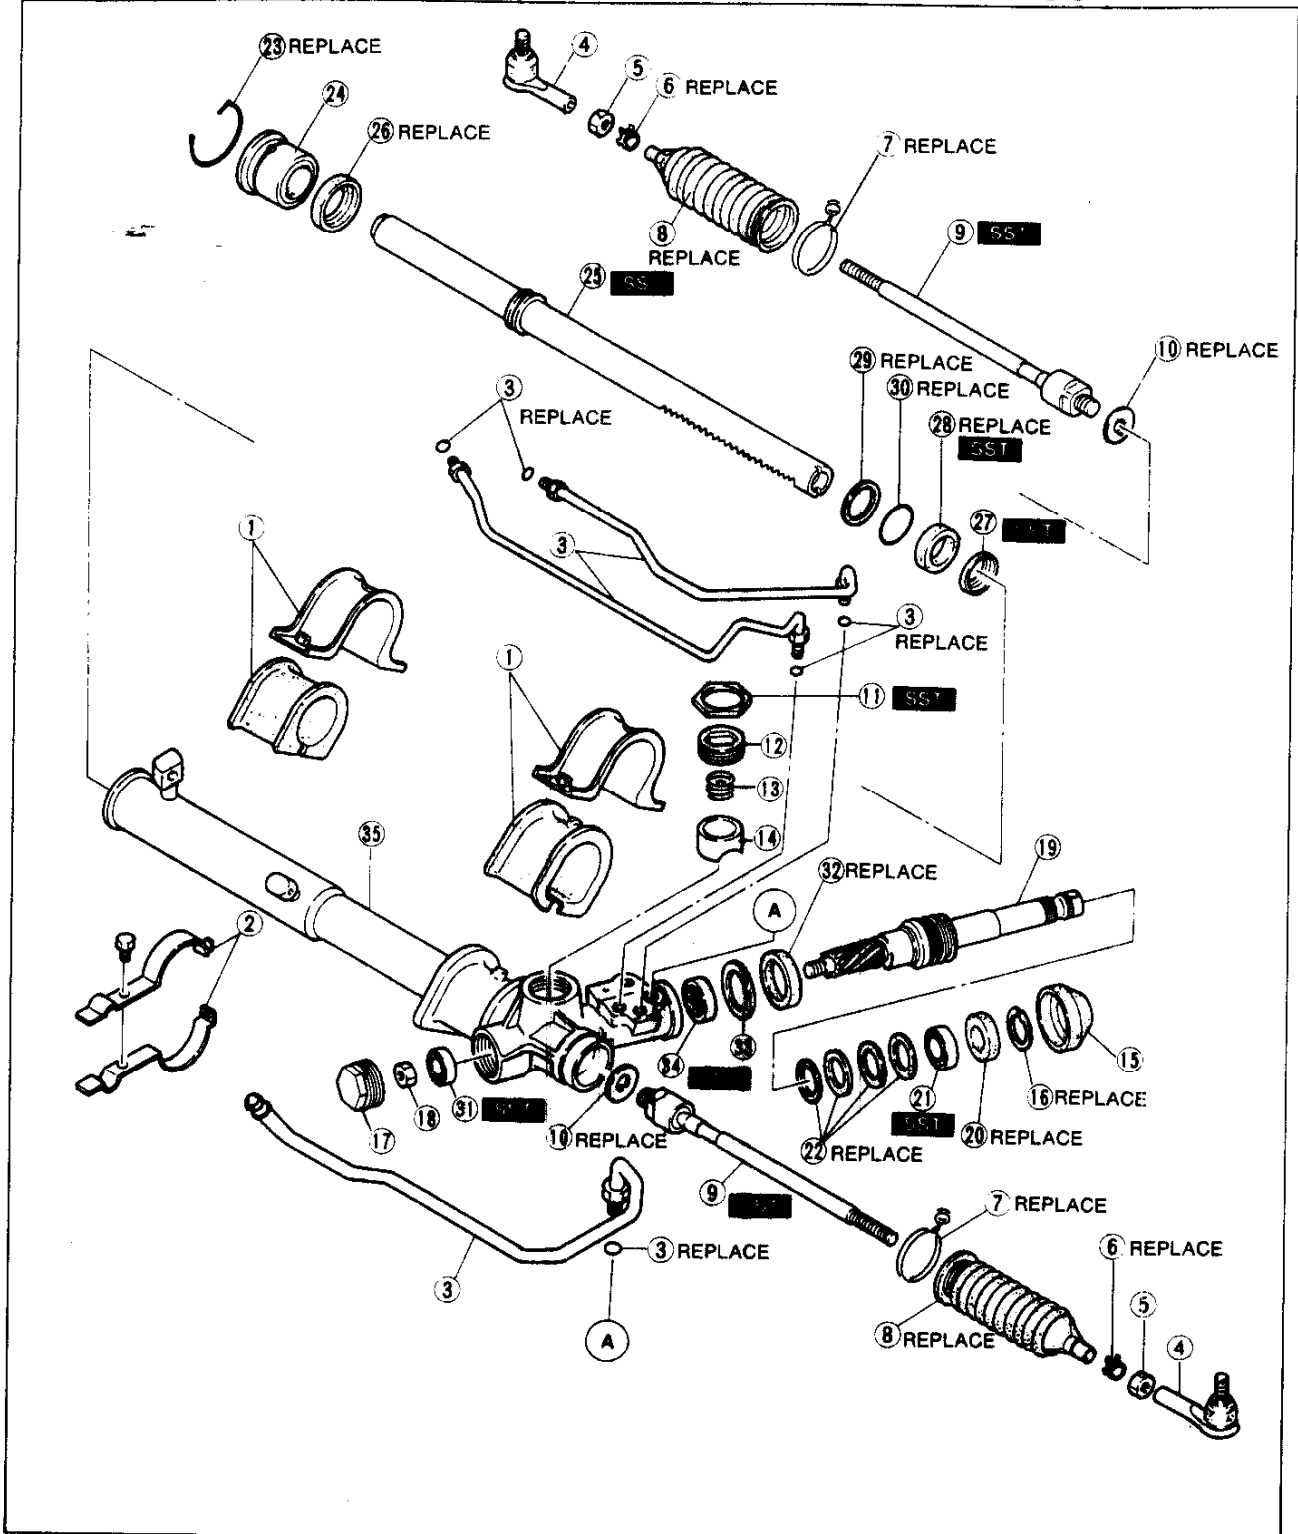 23 REPLACE
4
5
6 REPLACE
24
26 REPLACE
7 REPLACE
8
REPLACE
9 SST
25 SS
10 REPLACE
29 REPLACE
30 REPLACE
3
REPLACE
28 REPLACE
SST
27 SST
1
3
3
REPLACE
1
11 SST
12
13
14
35
32 REPLACE
19
A
2
33
34
15
16 REPLACE
21
SST
20 REPLACE
22 REPLACE
17
18
31
10 REPLACE
9
7 REPLACE
3 REPLACE
3
6 REPLACE
5
8 REPLACE
4
A